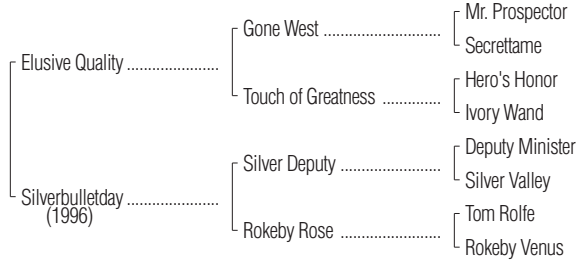 Mr. Prospector
Gone West ........................
Secrettame
Elusive Quality ......................
Hero's Honor
Touch of Greatness ..............
Ivory Wand
Deputy Minister
Silver Deputy ........................
Silver Valley
Silverbulletday ......................
(1996)
Tom Rolfe
Rokeby Rose ........................
Rokeby Venus